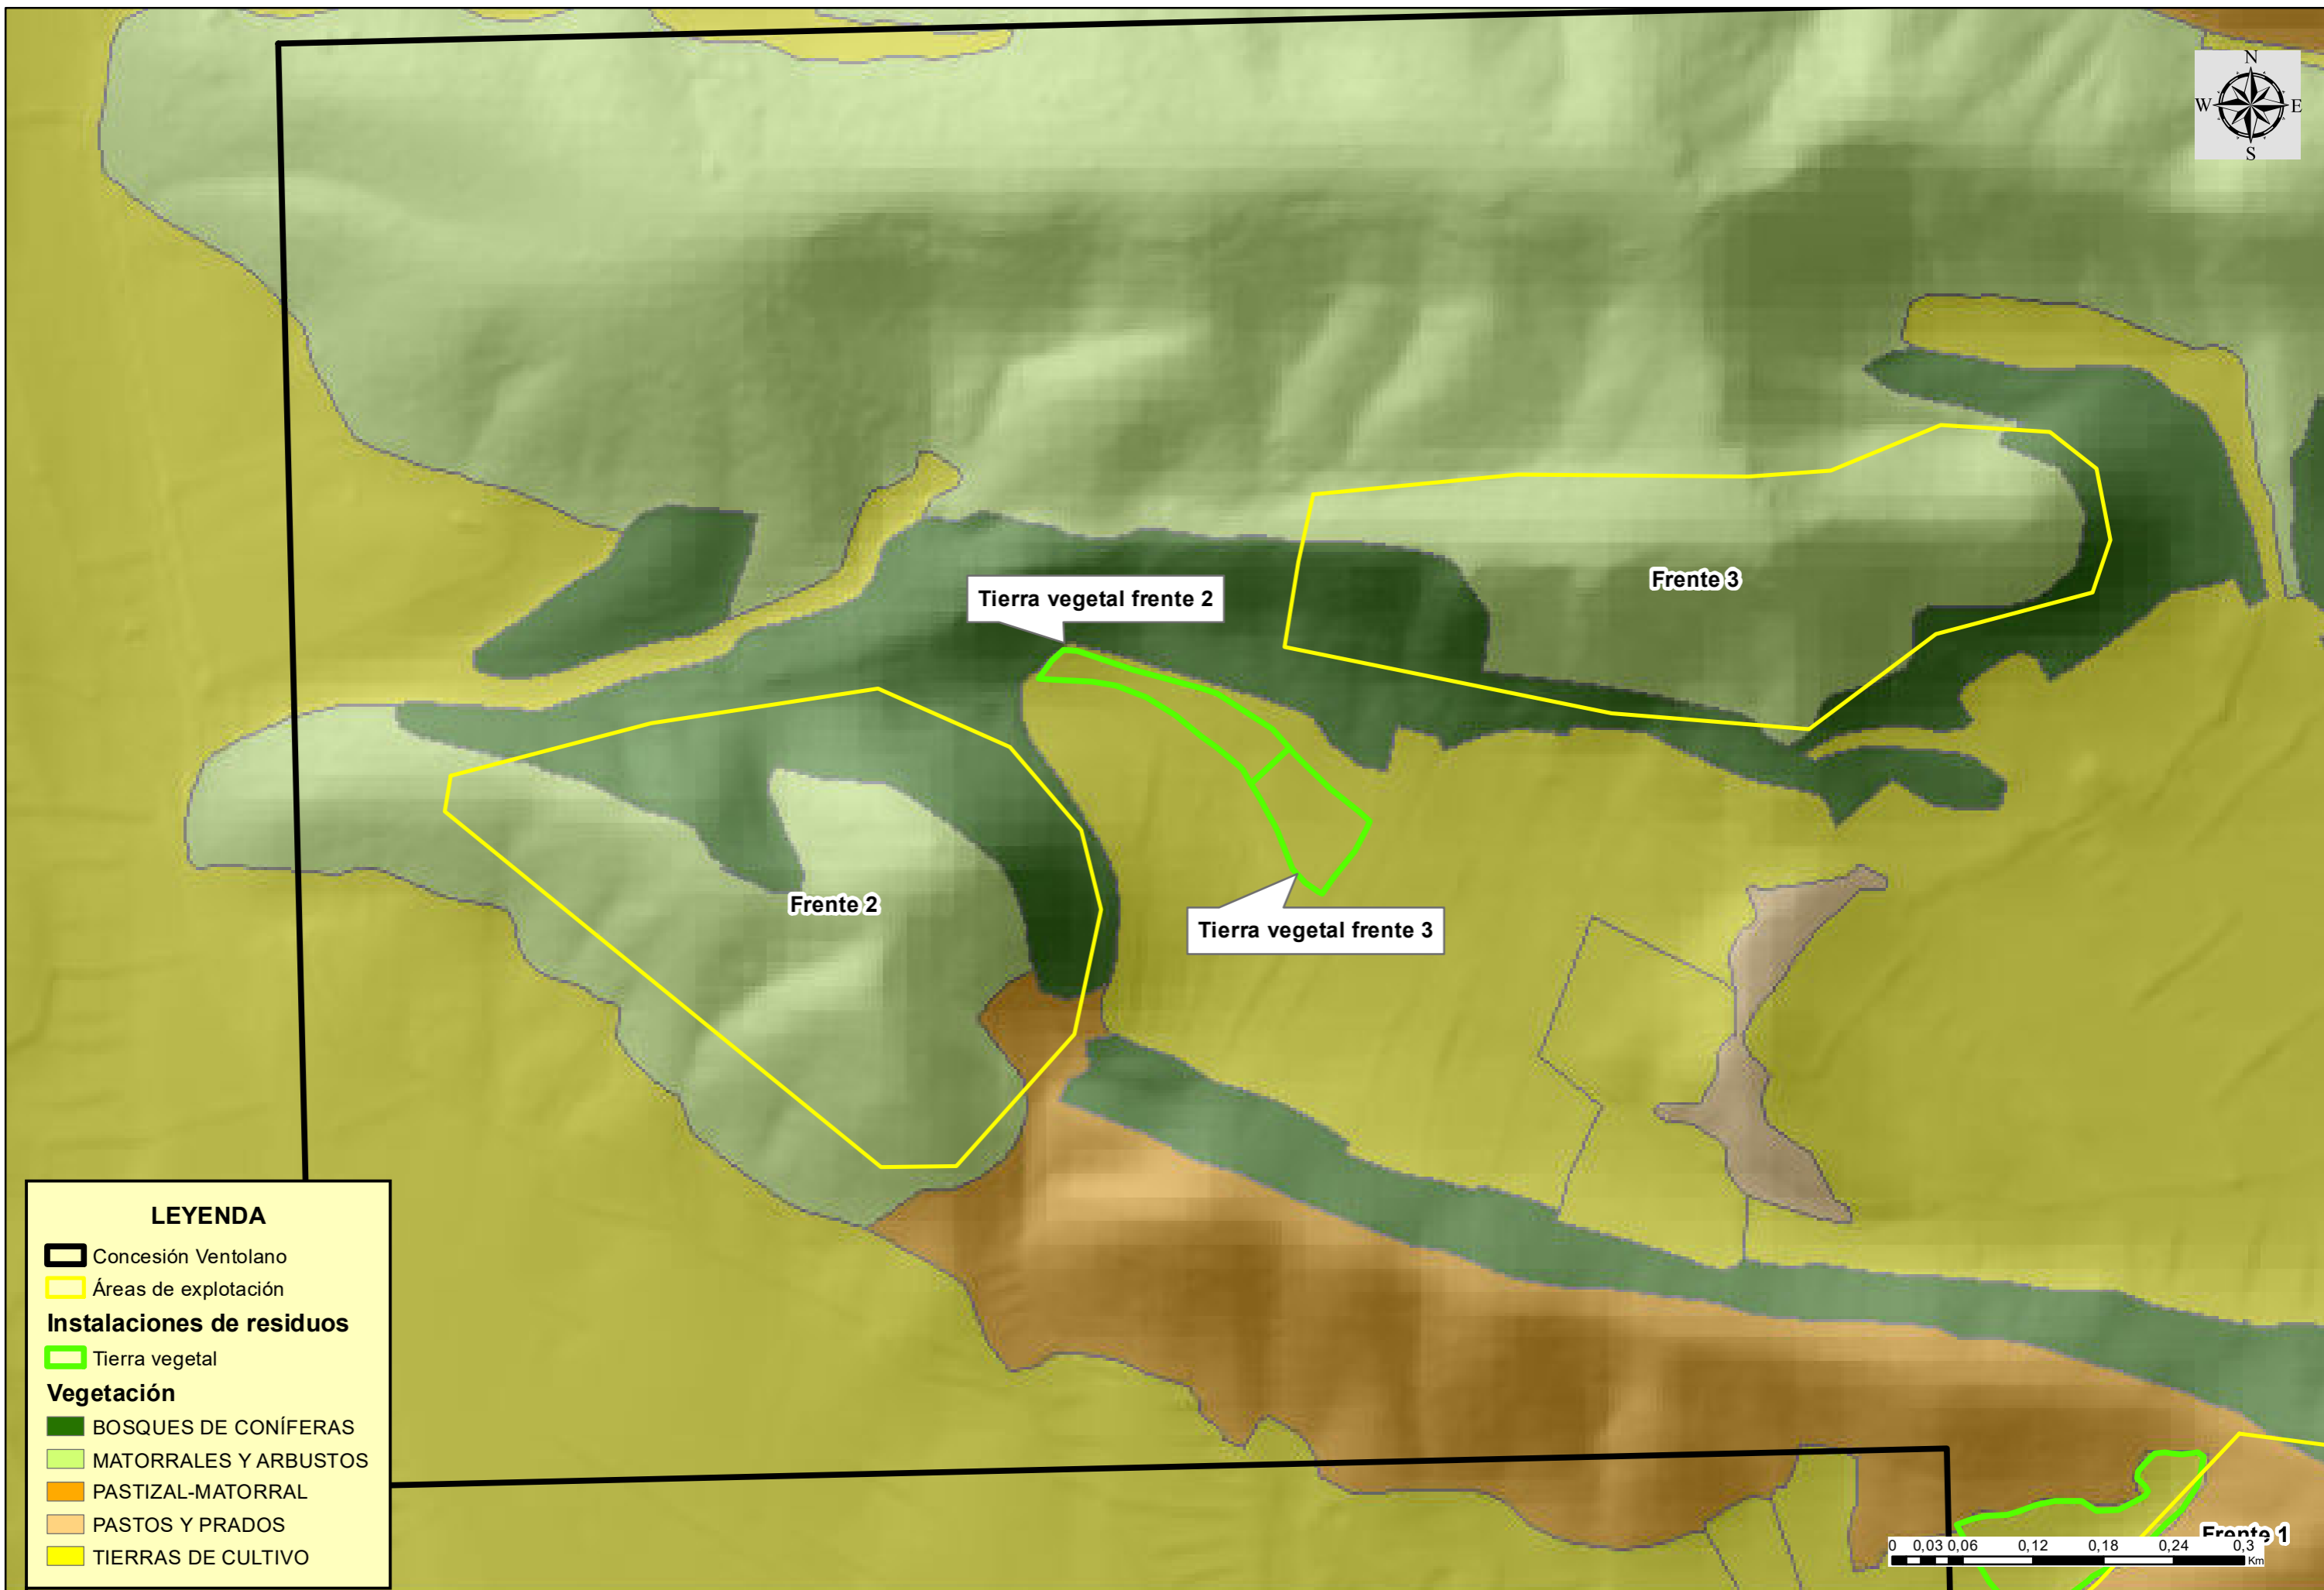 N
W E
S
Frente 3
Tierra vegetal frente 2
Frente 2
Tierra vegetal frente 3
LEYENDA
Concesión Ventolano
Áreas de explotación
Instalaciones de residuos
Tierra vegetal
Vegetación
BOSQUES DE CONÍFERAS
MATORRALES Y ARBUSTOS
PASTIZAL-MATORRAL
PASTOS Y PRADOS
TIERRAS DE CULTIVO
Frente 1
0 0,03 0,06 0,12 0,18 0,24 0,3
Km